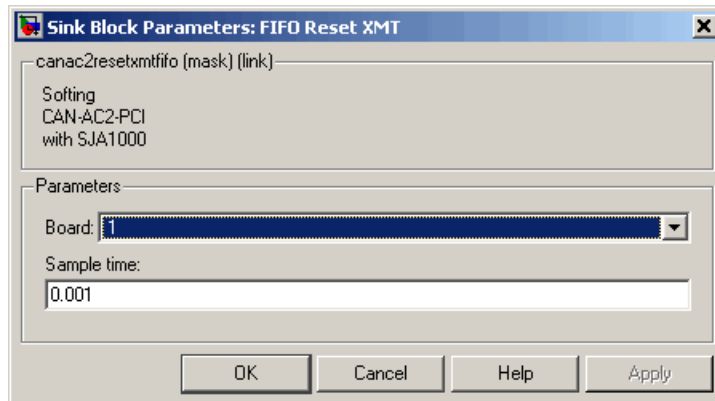 Sink Block Parameters: FIFO Reset XMT
canac2resetxmtfifo (mask) (link)
Softing
CAN-AC2-PCI
with SJA1000
Parameters
Board: 1
Sample time:
0.001
OK Cancel Help Apply